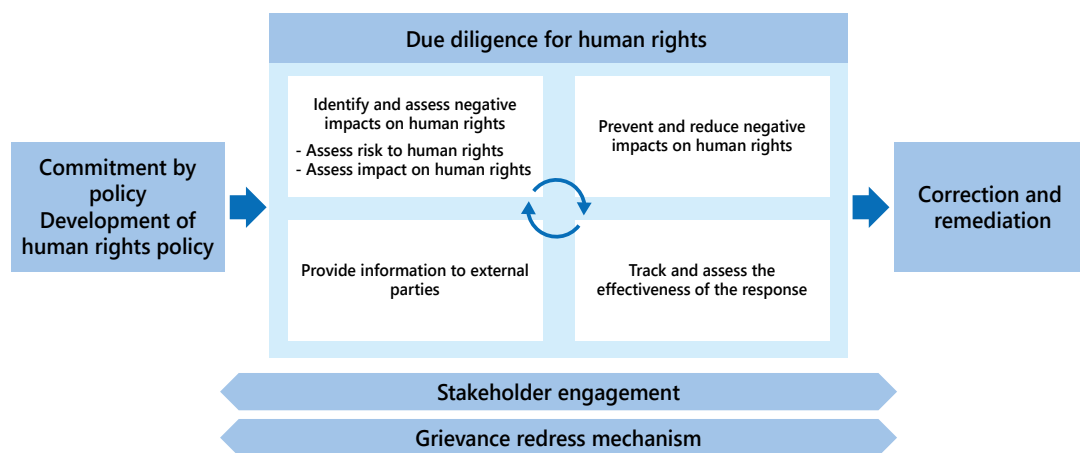 Due diligence for human rights
Commitment by
policy
Development of
human rights policy
Identify and assess negative
impacts on human rights
- Assess risk to human rights
- Assess impact on human rights
Prevent and reduce negative
impacts on human rights
Provide information to external
parties
Track and assess the
effectiveness of the response
Correction and
remediation
Stakeholder engagement
Grievance redress mechanism